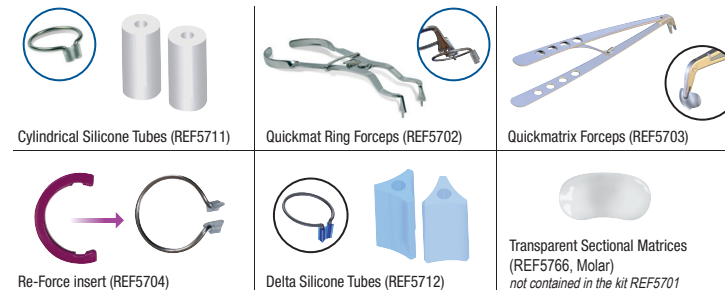 Cylindrical Silicone Tubes (REF5711)
Quickmat Ring Forceps (REF5702)
Quickmatrix Forceps (REF5703)
Re-Force insert (REF5704)
Delta Silicone Tubes (REF5712)
Transparent Sectional Matrices
(REF5766, Molar)
not contained in the kit REF5701